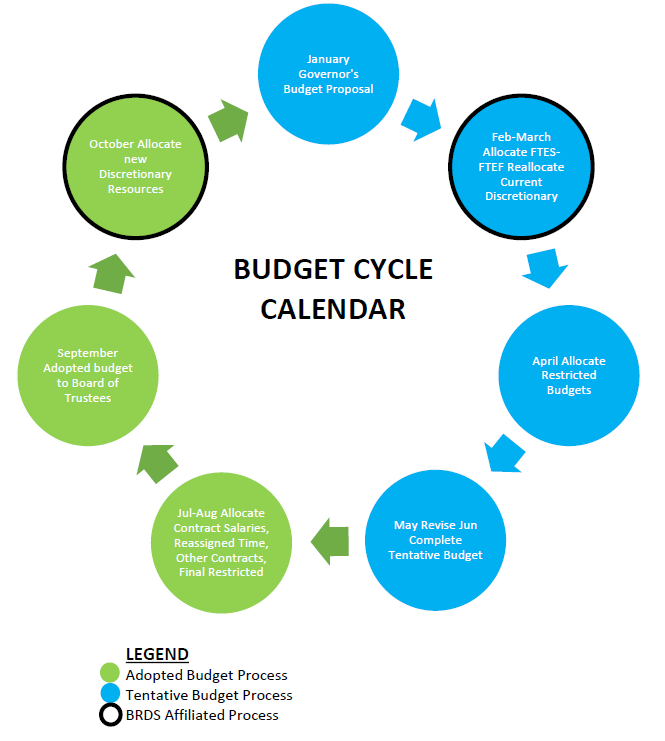 January
Governor's
Budget Proposal
Feb-March
Allocate FTES-
FTEF Reallocate
Current
Discretionary
April Allocate
Restricted
Budgets
May Revise Jun
Complete
Tentative Budget
Jul-Aug Allocate
Contract Salaries,
Reassigned Time,
Other Contracts,
Final Restricted
September
Adopted budget
to Board of
Trustees
October Allocate
new
Discretionary
Resources
BUDGET CYCLE
CALENDAR
LEGEND
Adopted Budget Process
Tentative Budget Process
BRDS Affiliated Process